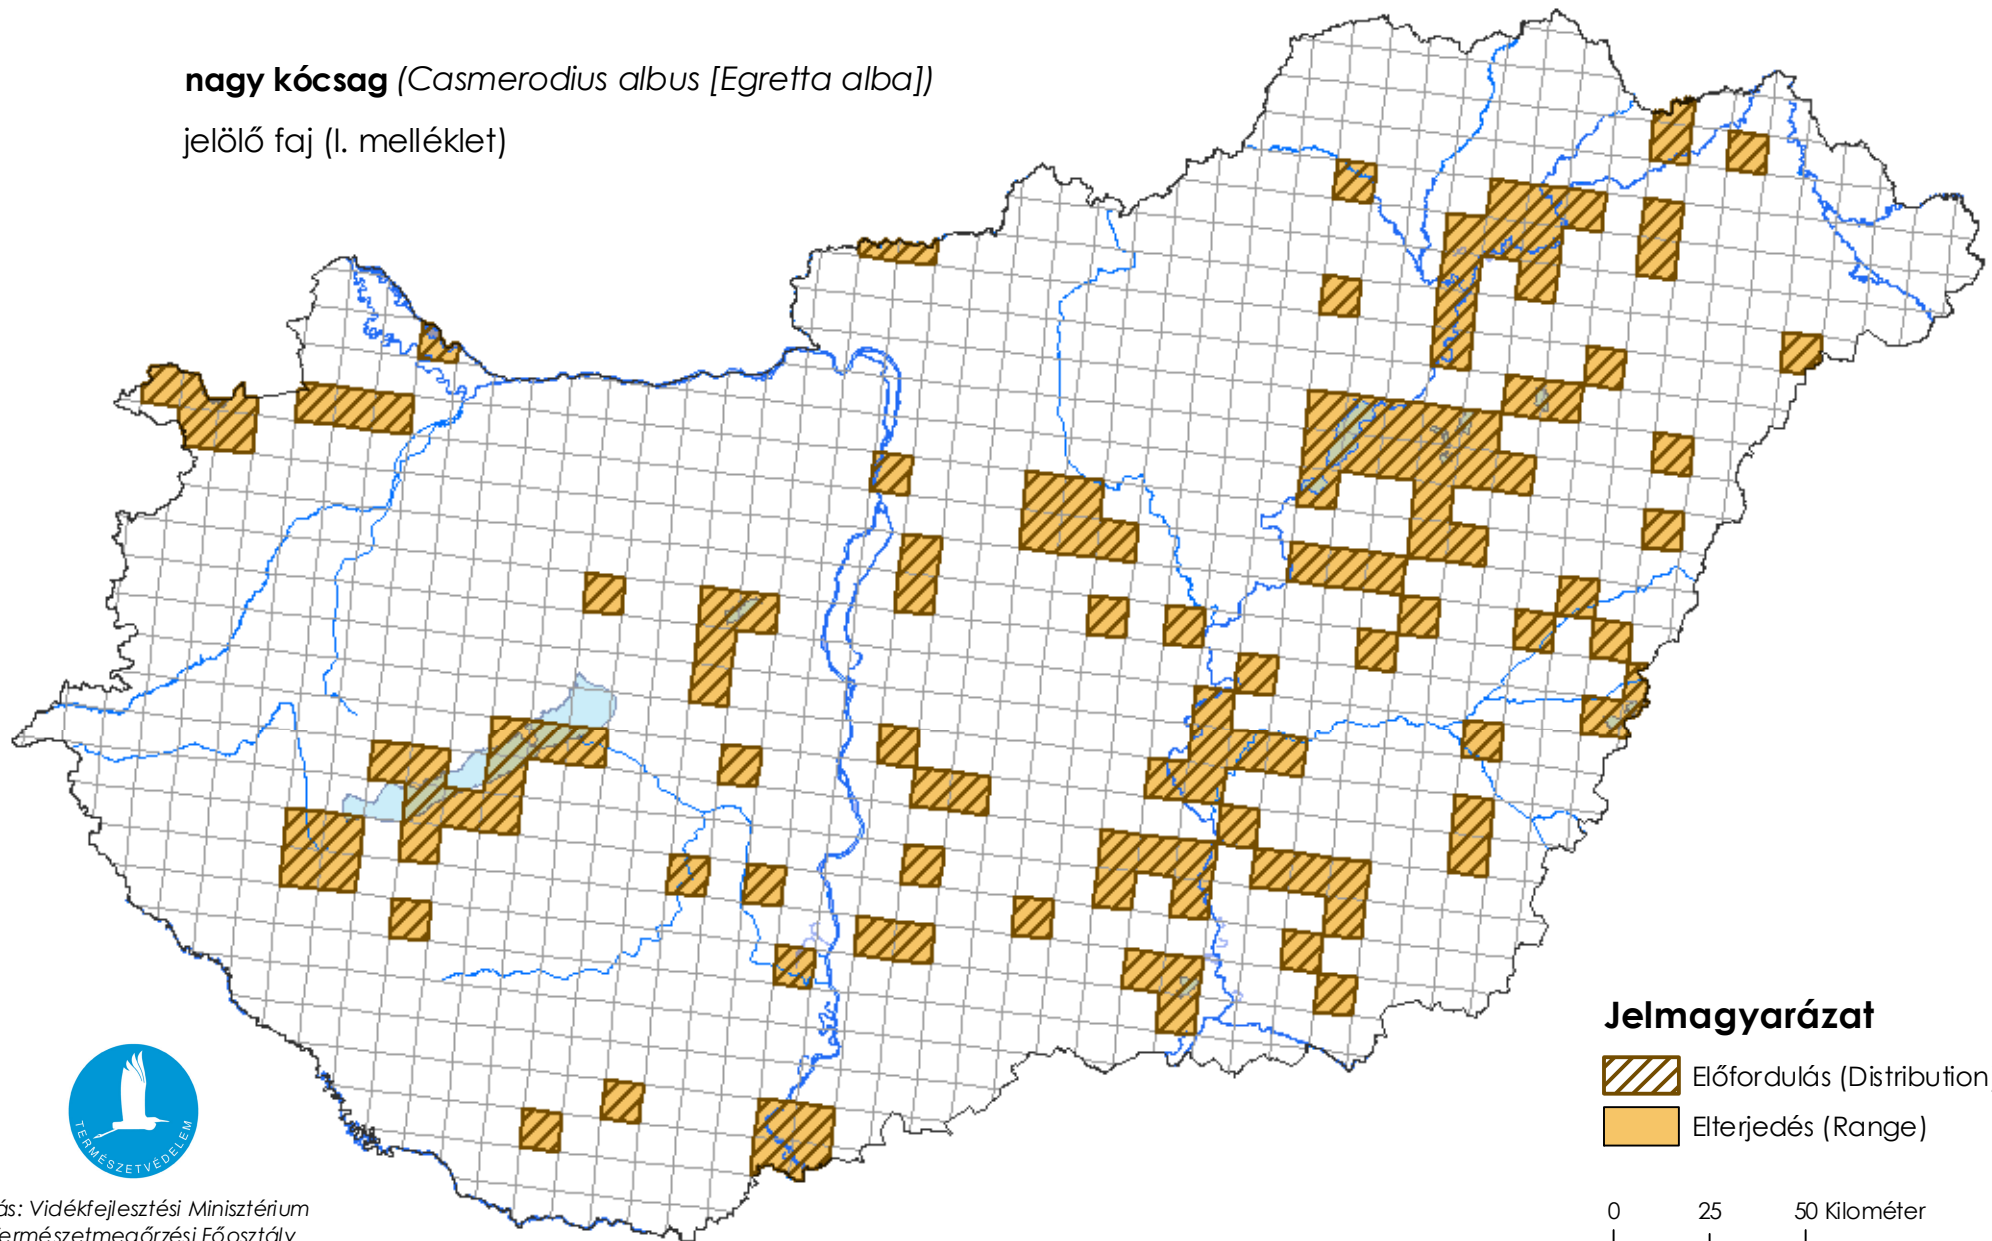 nagy kócsag (Casmerodius albus [Egretta alba])
jelölő faj (I. melléklet)
Jelmagyarázat
Előfordulás (Distribution
Elterjedés (Range)
0 25 50 Kilométer
TERMÉSZETVÉDELEM
ás: Vidékfejlesztési Minisztérium
Természetmegőrzési Főosztály